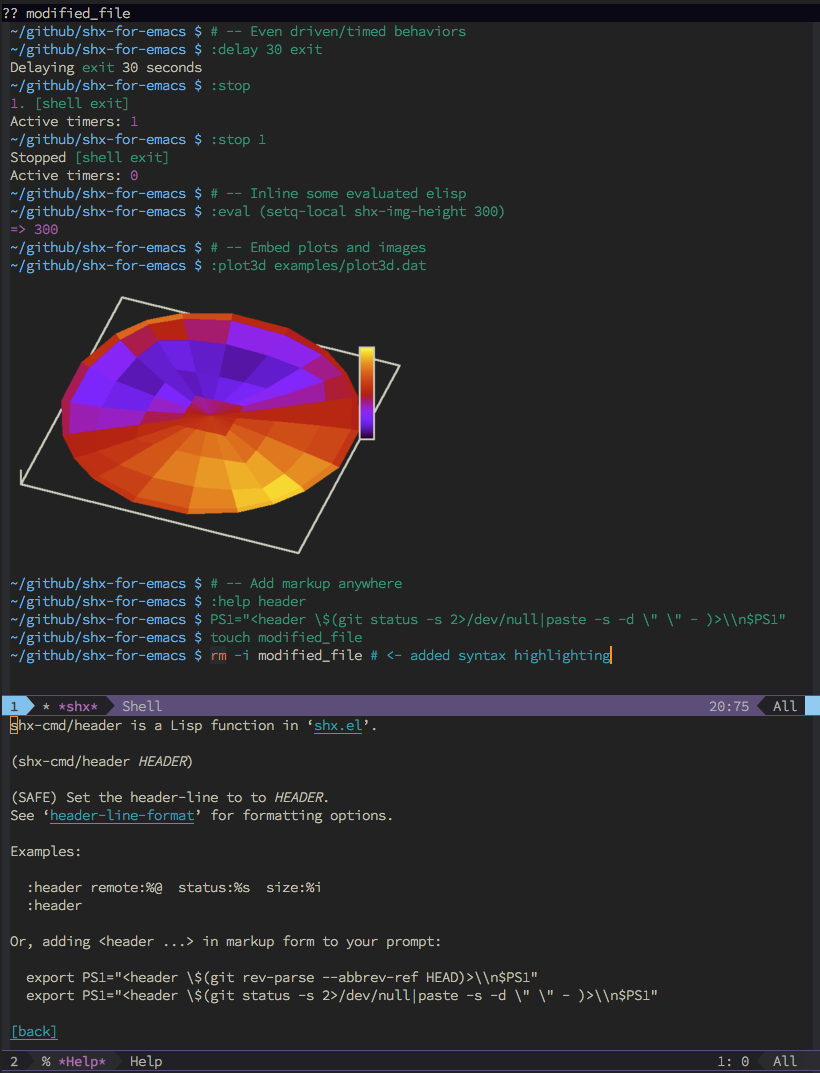 ?? modified_file
~/github/shx-for-emacs $ # -- Even driven/timed behaviors
~/github/shx-for-emacs $ :delay 30 exit
Delaying exit 30 seconds
~/github/shx-for-emacs $ :stop
1. [shell exit]
Active timers: 1
~/github/shx-for-emacs $ :stop 1
Stopped [shell exit]
Active timers: 0
~/github/shx-for-emacs $ # -- Inline some evaluated elisp
~/github/shx-for-emacs $ :eval (setq-local shx-img-height 300)
=> 300
~/github/shx-for-emacs $ # -- Embed plots and images
~/github/shx-for-emacs $ :plot3d examples/plot3d.dat
~/github/shx-for-emacs $ # -- Add markup anywhere
~/github/shx-for-emacs $ :help header
~/github/shx-for-emacs $ PS1="<header \$(git status -s 2>/dev/null|paste -s -d \" \" - )>\\n$PS1"
~/github/shx-for-emacs $ touch modified_file
~/github/shx-for-emacs $ rm -i modified_file # <- added syntax highlighting
1 * *shx* Shell 20:75 All
shx-cmd/header is a Lisp function in ‘shx.el’.
(shx-cmd/header HEADER)
(SAFE) Set the header-line to to HEADER.
See ‘header-line-format’ for formatting options.
Examples:
:header remote:%@  status:%s  size:%i
:header
Or, adding <header ...> in markup form to your prompt:
export PS1="<header \$(git rev-parse --abbrev-ref HEAD)>\\n$PS1"
export PS1="<header \$(git status -s 2>/dev/null|paste -s -d \" \" - )>\\n$PS1"
[back]
2 % *Help* Help 1: 0 All